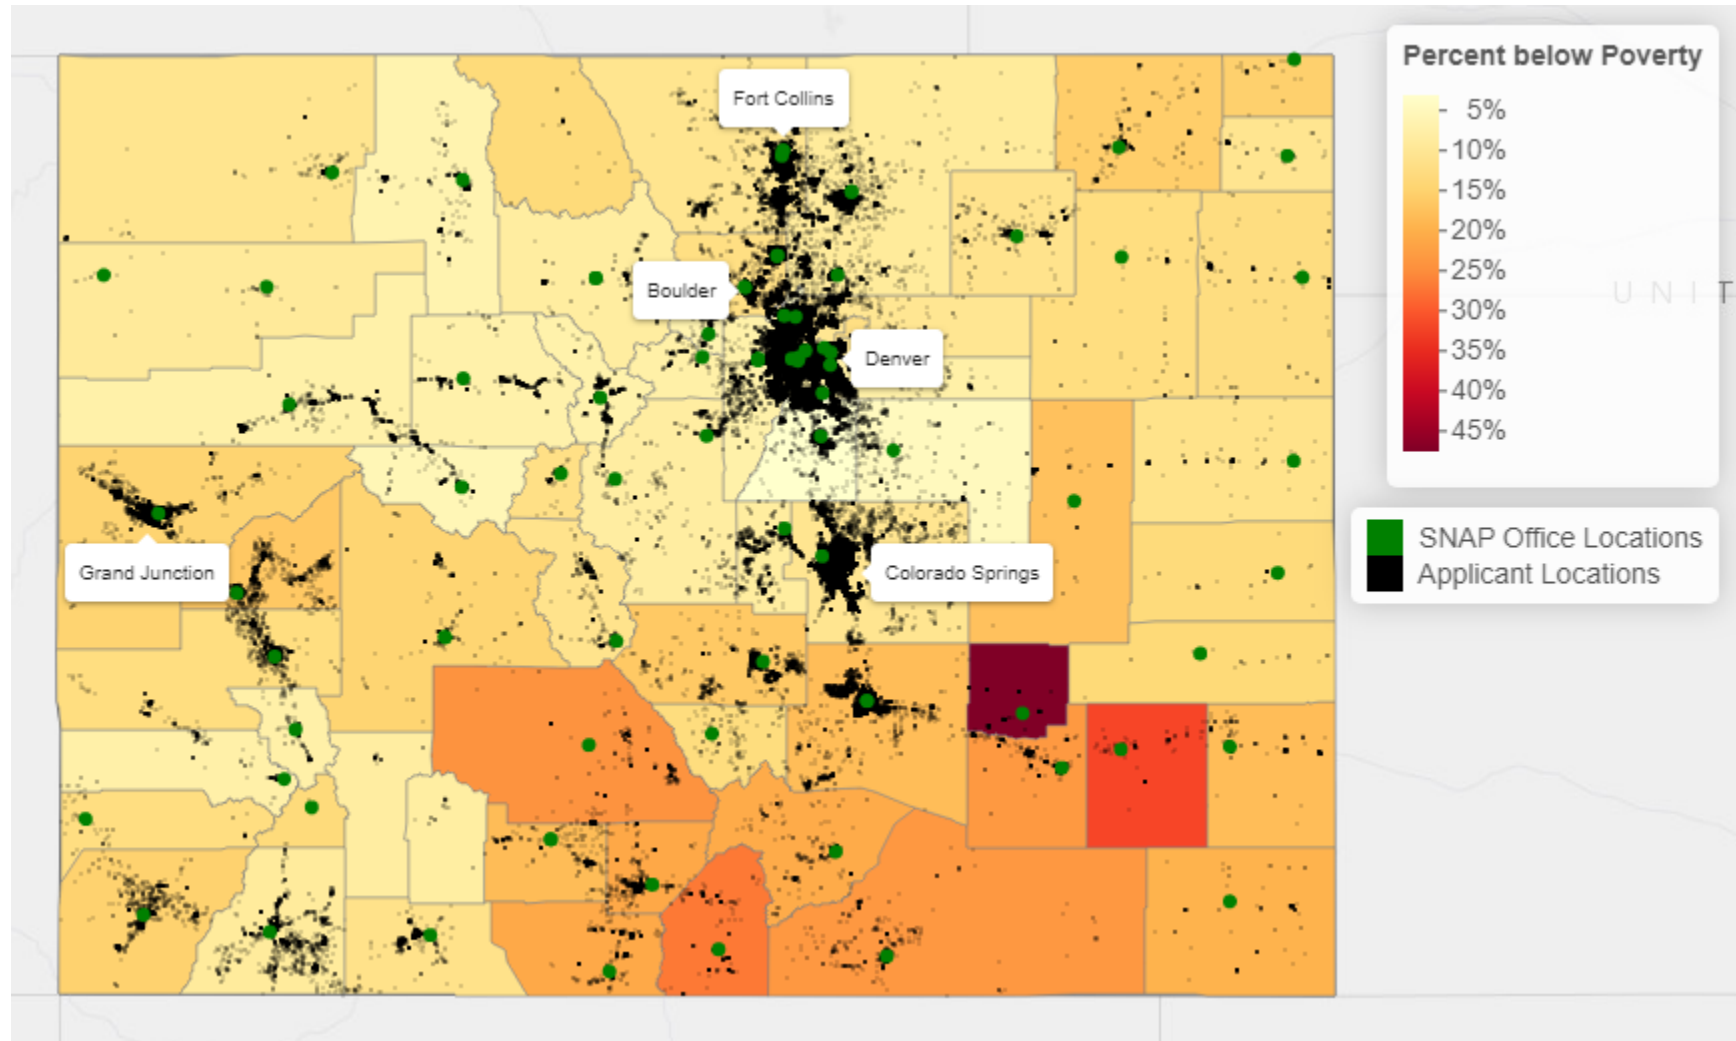 Percent below Poverty
5%
10%
15%
20%
25%
30%
35%
40%
45%
Fort Collins
Boulder
UNIT
Denver
SNAP Office Locations
Applicant Locations
Grand Junction
Colorado Springs